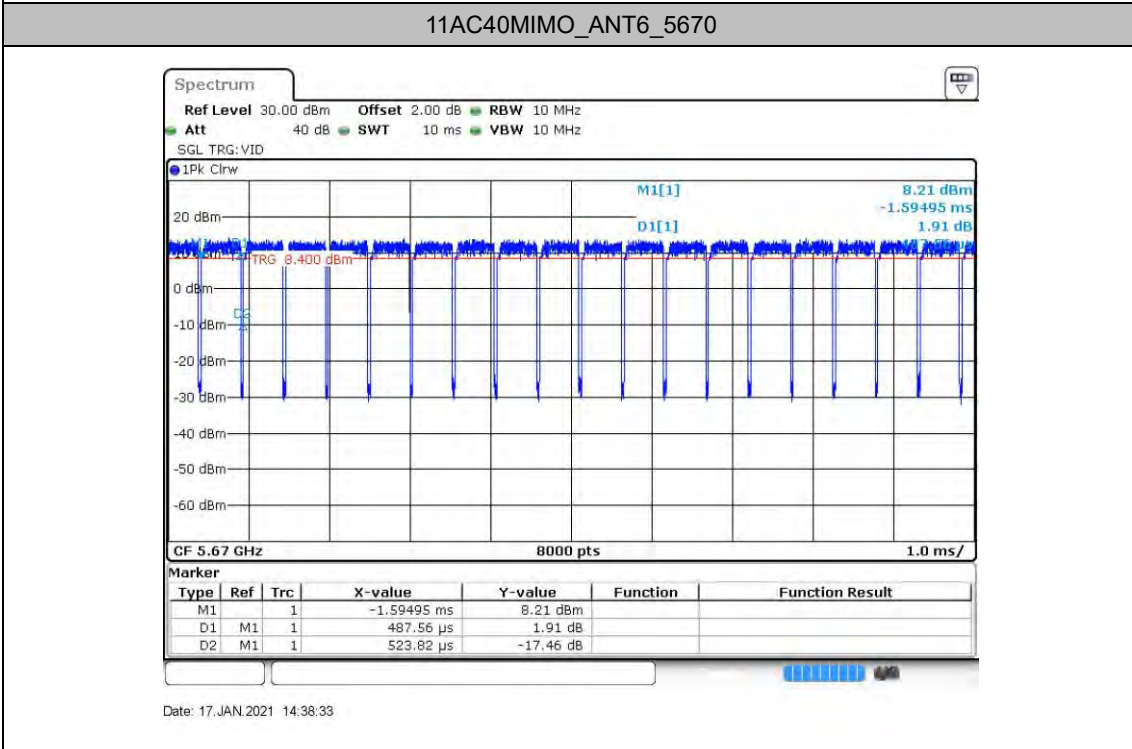 11AC40MIMO_ANT6_5670
Spectrum
Ref Level 30.00 dBm Offset 2.00 dB RBW 10 MHz
Att 40 dB SWT 10 ms VBW 10 MHz
SGL TRG:VID
1Pk Clrw
M1[1] 8.21 dBm
-1.59495 ms
20 dBm
D1[1] 1.91 dB
M1 D1
TRG 8.400 dBm
0 dBm
D2
-10 dBm
-20 dBm
-30 dBm
-40 dBm
-50 dBm
-60 dBm
CF 5.67 GHz 8000 pts 1.0 ms/
Marker
Type Ref Trc X-value Y-value Function Function Result
M1 1 -1.59495 ms 8.21 dBm
D1 M1 1 487.56 µs 1.91 dB
D2 M1 1 523.82 µs -17.46 dB
Date: 17.JAN.2021 14:38:33